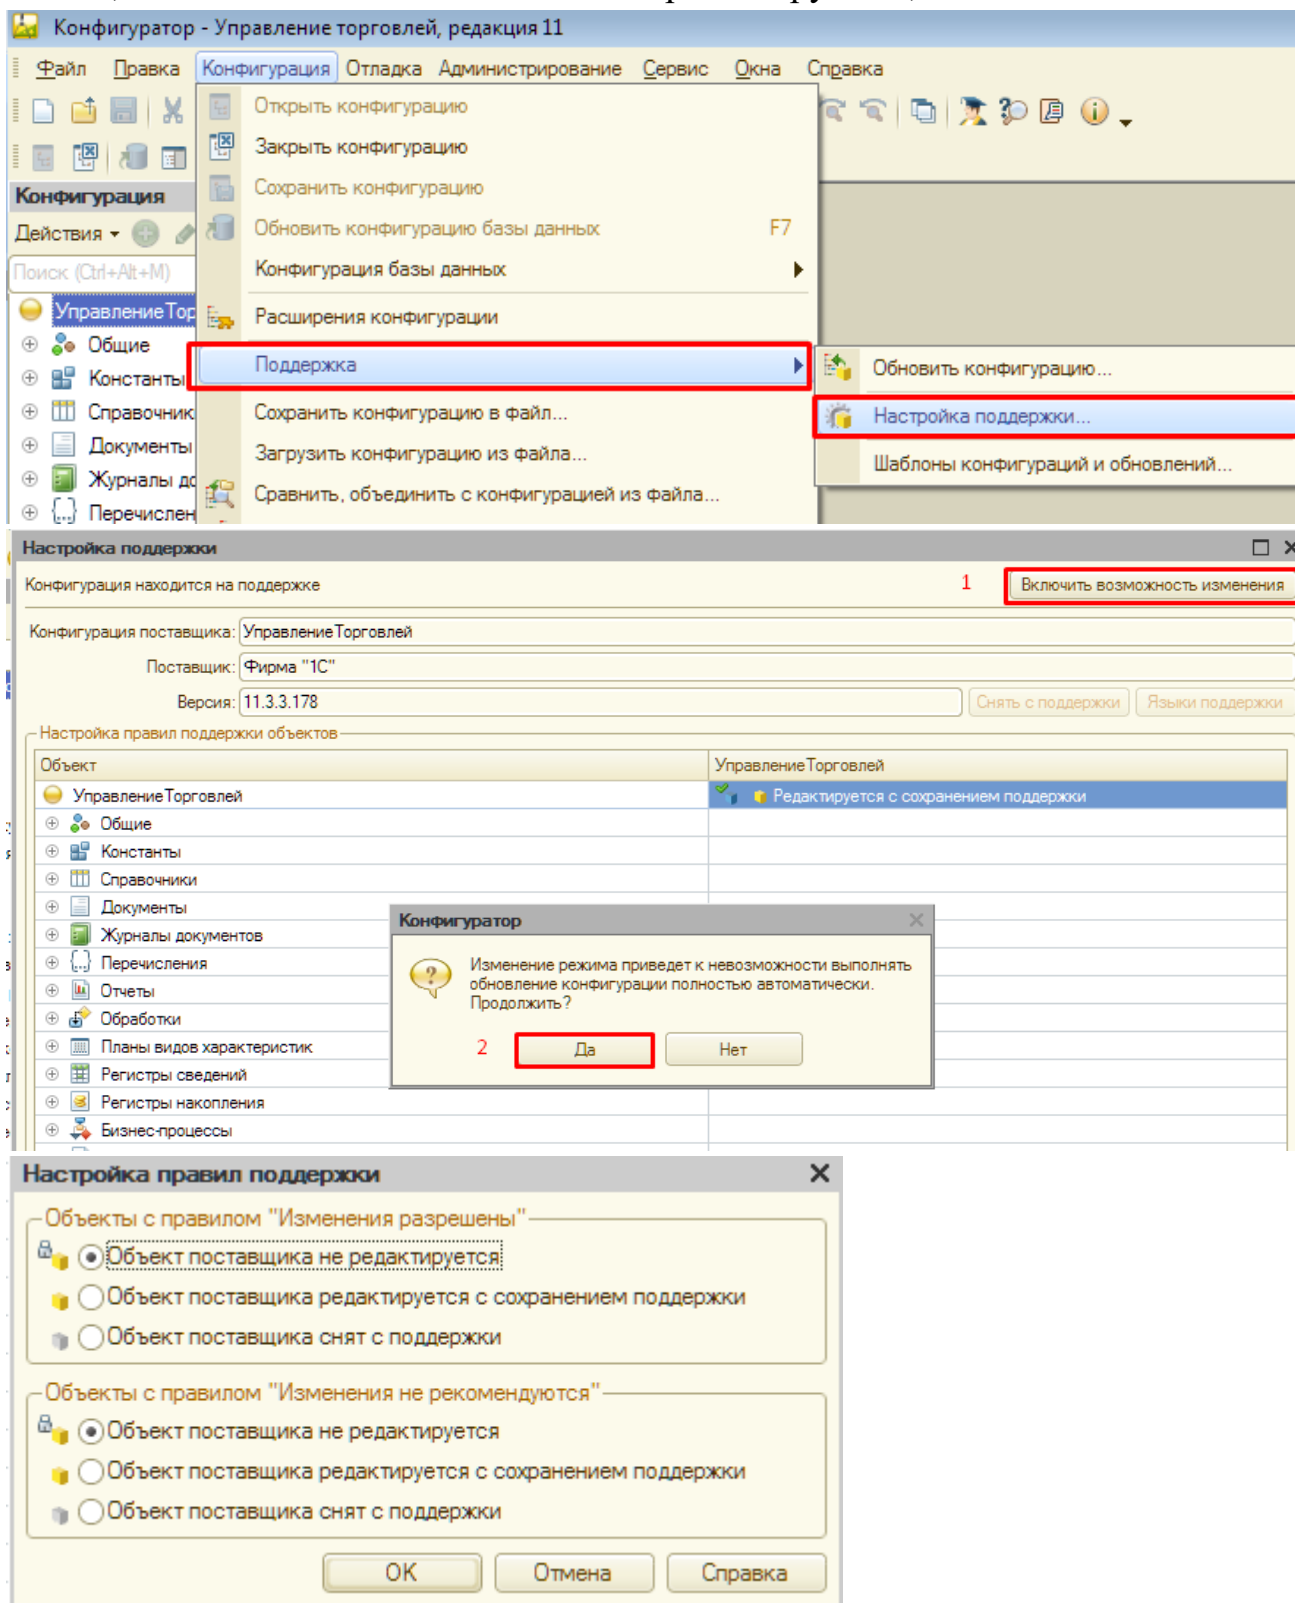 Конфигуратор - Управление торговлей, редакция 11
Файл Правка Конфигурация Отладка Администрирование Сервис Окна Справка
Открыть конфигурацию
Закрыть конфигурацию
Конфигурация
Сохранить конфигурацию
Действия
Обновить конфигурацию базы данных F7
Поиск (Ctrl+Alt+M)
Конфигурация базы данных
УправлениеТор
Расширения конфигурации
Общие
Поддержка
Обновить конфигурацию...
Константы
Справочник
Сохранить конфигурацию в файл...
Настройка поддержки...
Документы
Загрузить конфигурацию из файла...
Шаблоны конфигураций и обновлений...
Журналы до
Сравнить, объединить с конфигурацией из файла...
Перечислен
Настройка поддержки
Конфигурация находится на поддержке
1
Включить возможность изменения
Конфигурация поставщика: УправлениеТорговлей
Поставщик: Фирма "1С"
Версия: 11.3.3.178
Снять с поддержки
Языки поддержки
Настройка правил поддержки объектов
Объект УправлениеТорговлей
УправлениеТорговлей Редактируется с сохранением поддержки
Общие
Константы
Справочники
Документы
Журналы документов
Перечисления
Отчеты
Обработки
Планы видов характеристик
Регистры сведений
Регистры накопления
Бизнес-процессы
Конфигуратор
Изменение режима приведет к невозможности выполнять
обновление конфигурации полностью автоматически.
Продолжить?
2
Да
Нет
Настройка правил поддержки
Объекты с правилом "Изменения разрешены"
Объект поставщика не редактируется
Объект поставщика редактируется с сохранением поддержки
Объект поставщика снят с поддержки
Объекты с правилом "Изменения не рекомендуются"
Объект поставщика не редактируется
Объект поставщика редактируется с сохранением поддержки
Объект поставщика снят с поддержки
ОК
Отмена
Справка